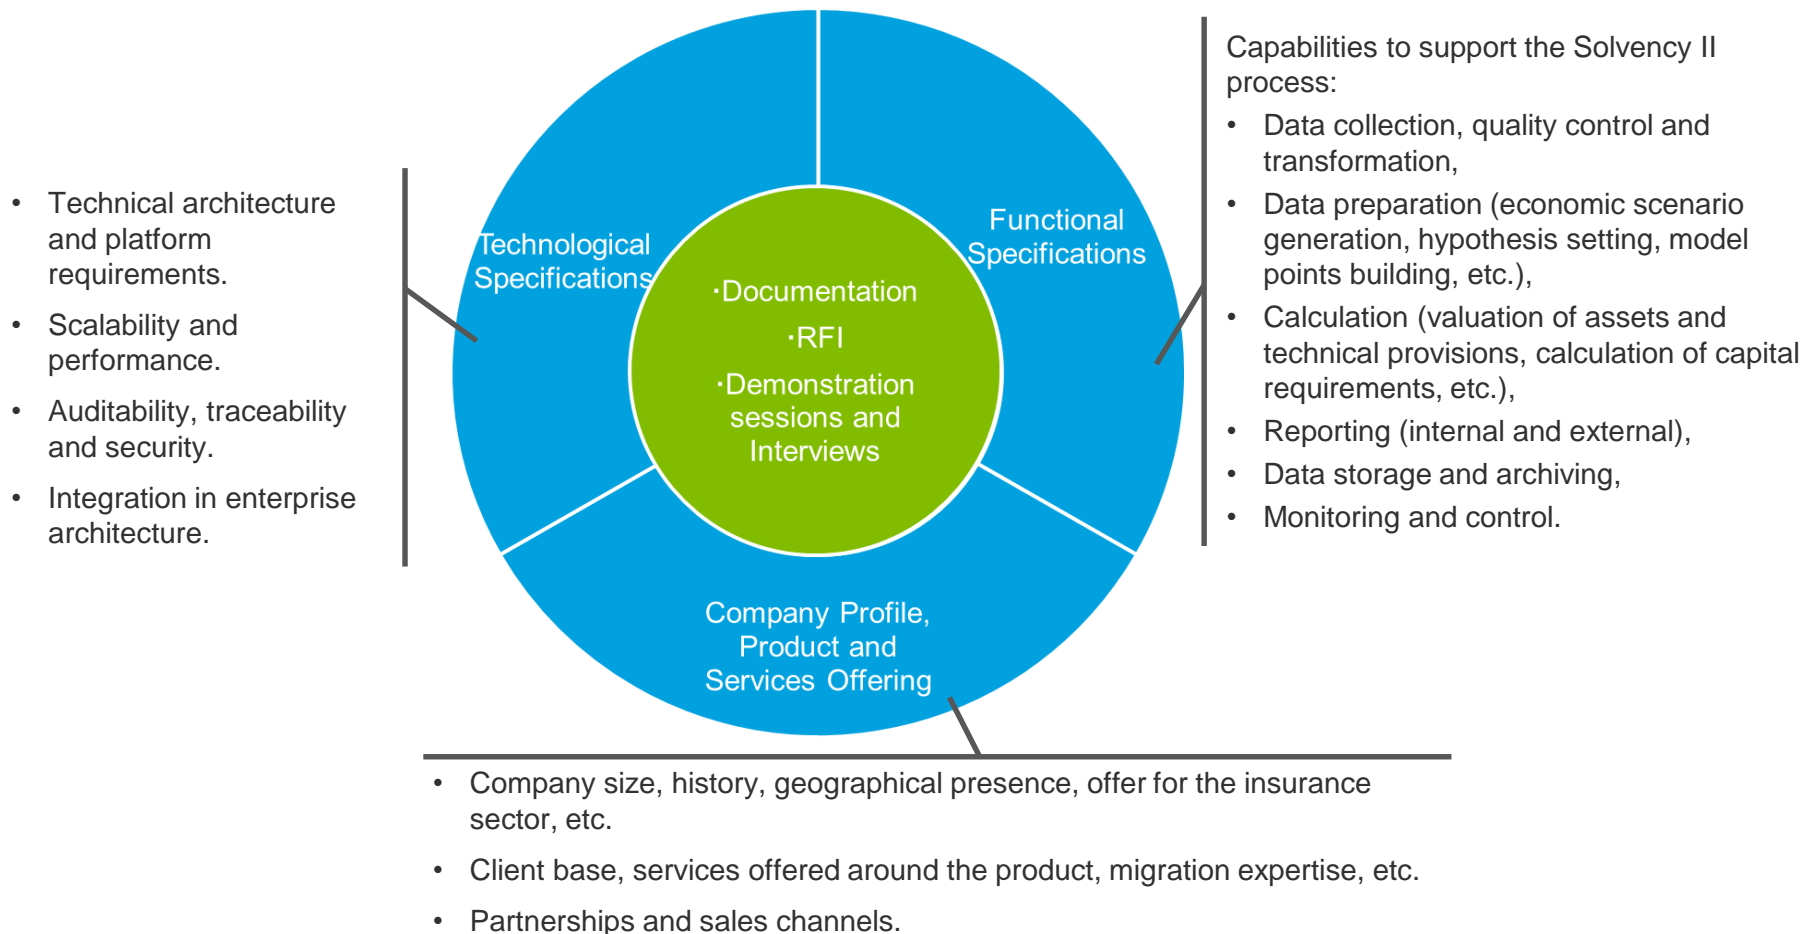 Capabilities to support the Solvency II
process:
• Data collection, quality control and
transformation,
• Data preparation (economic scenario
generation, hypothesis setting, model
points building, etc.),
• Calculation (valuation of assets and
technical provisions, calculation of capital
requirements, etc.),
• Reporting (internal and external),
• Data storage and archiving,
• Monitoring and control.
• Technical architecture
and platform
requirements.
• Scalability and
performance.
• Auditability, traceability
and security.
• Integration in enterprise
architecture.
Technological
Specifications
Functional
Specifications
·Documentation
·RFI
·Demonstration
sessions and
Interviews
Company Profile,
Product and
Services Offering
• Company size, history, geographical presence, offer for the insurance
sector, etc.
• Client base, services offered around the product, migration expertise, etc.
• Partnerships and sales channels.